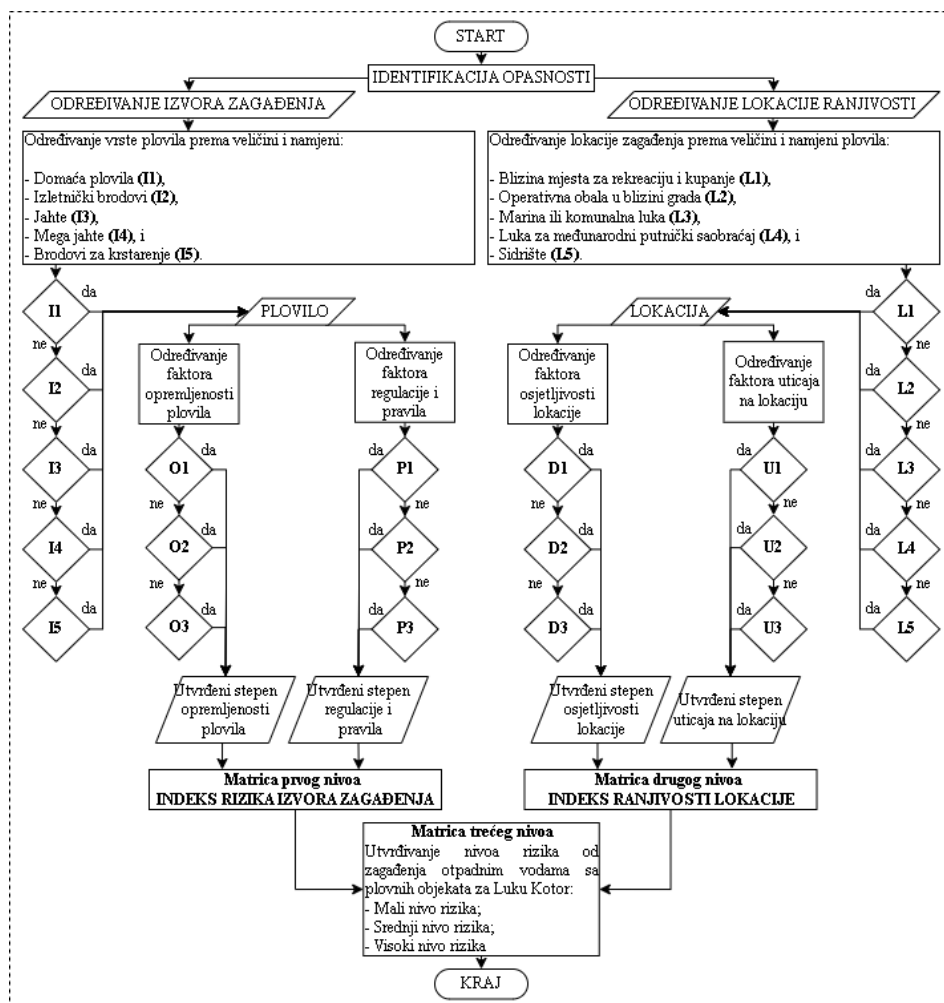 START
IDENTIFIKACIJA OPASNOSTI
ODREĐIVANJE IZVORA ZAGAĐENJA
ODREĐIVANJE LOKACIJE RANJIVOSTI
Određivanje vrste plovila prema veličini i namjeni:
- Domaća plovila (I1),
- Izletnički brodovi (I2),
- Jahte (I3),
- Mega jahte (I4), i
- Brodovi za krstarenje (I5).
Određivanje lokacije zagađenja prema veličini i namjeni plovila:
- Blizina mjesta za rekreaciju i kupanje (L1),
- Operativna obala u blizini grada (L2),
- Marina ili komunalna luka (L3),
- Luka za međunarodni putnički saobraćaj (L4), i
- Sidrište (L5).
I1
da
ne
I2
da
ne
I3
da
ne
I4
da
ne
I5
da
PLOVILO
Određivanje
faktora
opremljenosti
plovila
O1
da
ne
O2
da
ne
O3
da
Utvrđeni stepen
opremljenosti
plovila
Određivanje
faktora
regulacije i
pravila
P1
da
ne
P2
da
ne
P3
da
Utvrđeni stepen
regulacije i
pravila
LOKACIJA
Određivanje
faktora
osjetljivosti
lokacije
D1
da
ne
D2
da
ne
D3
da
Utvrđeni stepen
osjetljivosti
lokacije
Određivanje
faktora uticaja
na lokaciju
U1
da
ne
U2
da
ne
U3
da
Utvrđeni stepen
uticaja na lokaciju
L1
da
ne
L2
da
ne
L3
da
ne
L4
da
ne
L5
da
Matrica prvog nivoa
INDEKS RIZIKA IZVORA ZAGAĐENJA
Matrica drugog nivoa
INDEKS RANJIVOSTI LOKACIJE
Matrica trećeg nivoa
Utvrđivanje nivoa rizika od
zagađenja otpadnim vodama sa
plovnih objekata za Luku Kotor:
- Mali nivo rizika;
- Srednji nivo rizika;
- Visoki nivo rizika
KRAJ